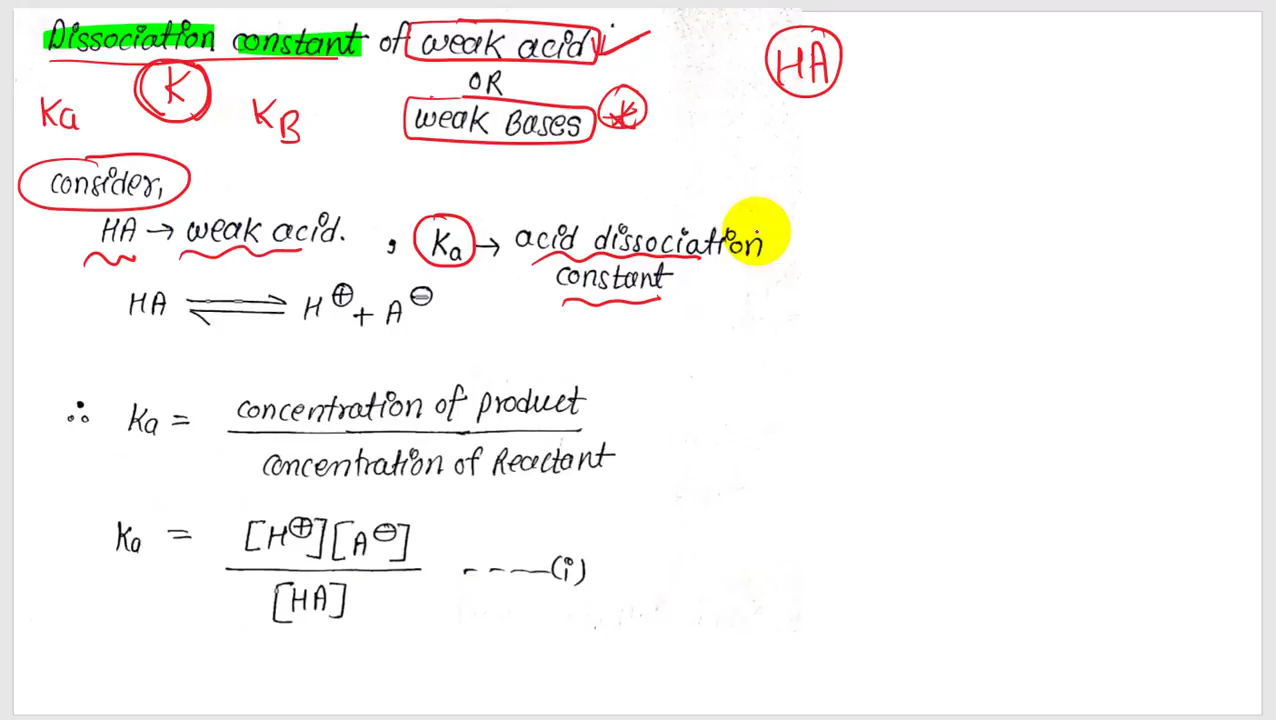 Dissociation constant of weak acid
HA
OR
K
Ka
KB
weak Bases
consider,
HA → weak acid. , Ka → acid dissociation
constant
HA ⇌ H⊕ + A⊖
∴ Ka = concentration of product
concentration of Reactant
Ka = [H⊕][A⊖]
[HA] ----(i)